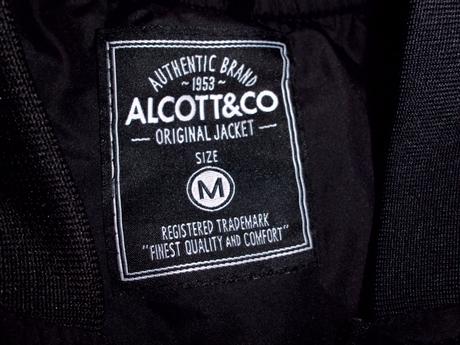 AUTHENTIC BRAND
~1953~
ALCOTT&CO
— ORIGINAL JACKET —
SIZE
M
REGISTERED TRADEMARK
"FINEST QUALITY AND COMFORT"